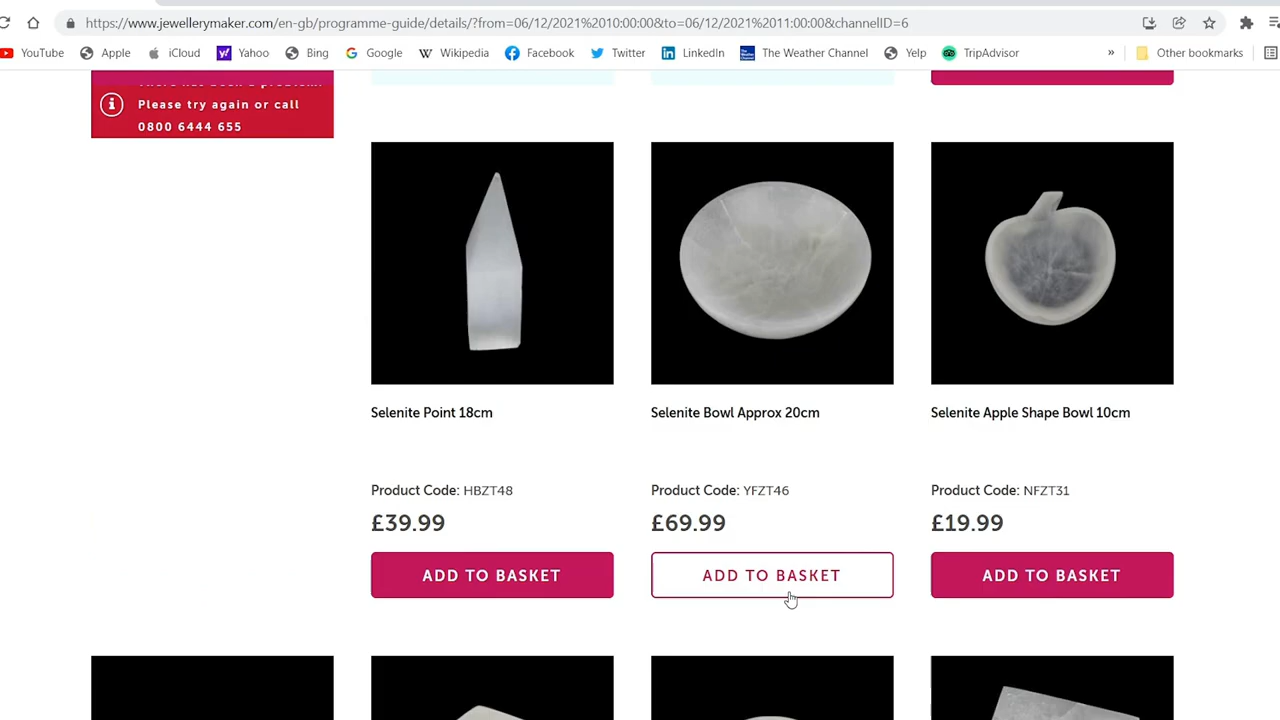 https://www.jewellerymaker.com/en-gb/programme-guide/details/?from=06/12/2021%2010:00:00&to=06/12/2021%2011:00:00&channelID=6
YouTube Apple iCloud Yahoo Bing Google Wikipedia Facebook Twitter LinkedIn The Weather Channel Yelp TripAdvisor » Other bookmarks
There has been a problem.
Please try again or call
0800 6444 655
Selenite Point 18cm
Selenite Bowl Approx 20cm
Selenite Apple Shape Bowl 10cm
Product Code: HBZT48
Product Code: YFZT46
Product Code: NFZT31
£39.99
£69.99
£19.99
ADD TO BASKET
ADD TO BASKET
ADD TO BASKET